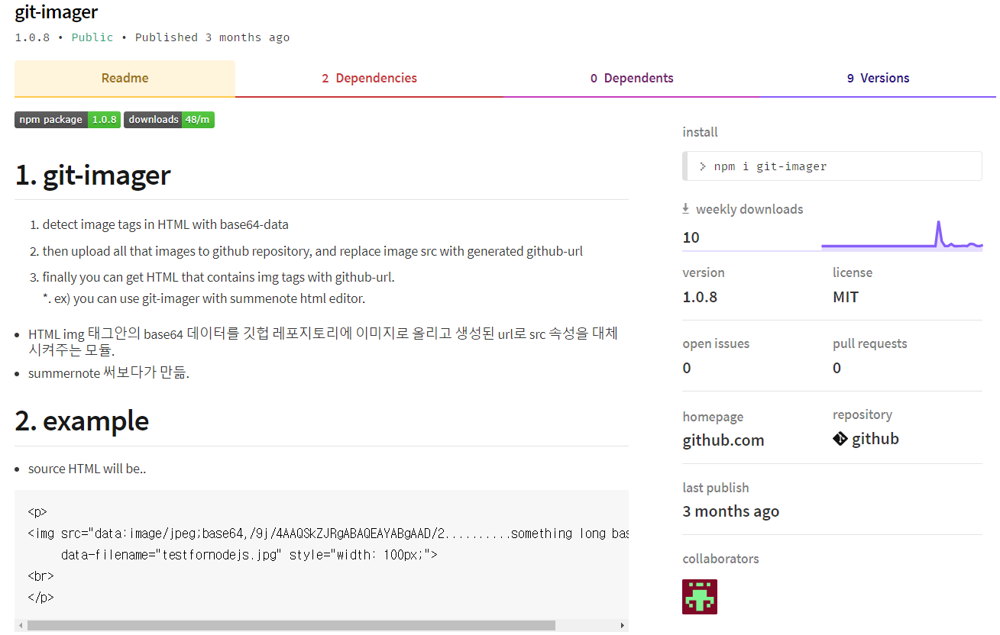 git-imager
1.0.8 • Public • Published 3 months ago
Readme
2 Dependencies
0 Dependents
9 Versions
npm package 1.0.8 downloads 48/m
1. git-imager
1. detect image tags in HTML with base64-data
2. then upload all that images to github repository, and replace image src with generated github-url
3. finally you can get HTML that contains img tags with github-url.
*. ex) you can use git-imager with summenote html editor.
• HTML img 태그안의 base64 데이터를 깃헙 레포지토리에 이미지로 올리고 생성된 url로 src 속성을 대체
시켜주는 모듈.
• summernote 써보다가 만듦.
2. example
• source HTML will be..
<p>
<img src="data:image/jpeg;base64,/9j/4AAQSkZJRgABAQEAYABgAAD/2..........something long bas
data-filename="testfornodejs.jpg" style="width: 100px;">
<br>
</p>
install
> npm i git-imager
weekly downloads
10
version
license
1.0.8
MIT
open issues
pull requests
0
0
homepage
repository
github.com
github
last publish
3 months ago
collaborators